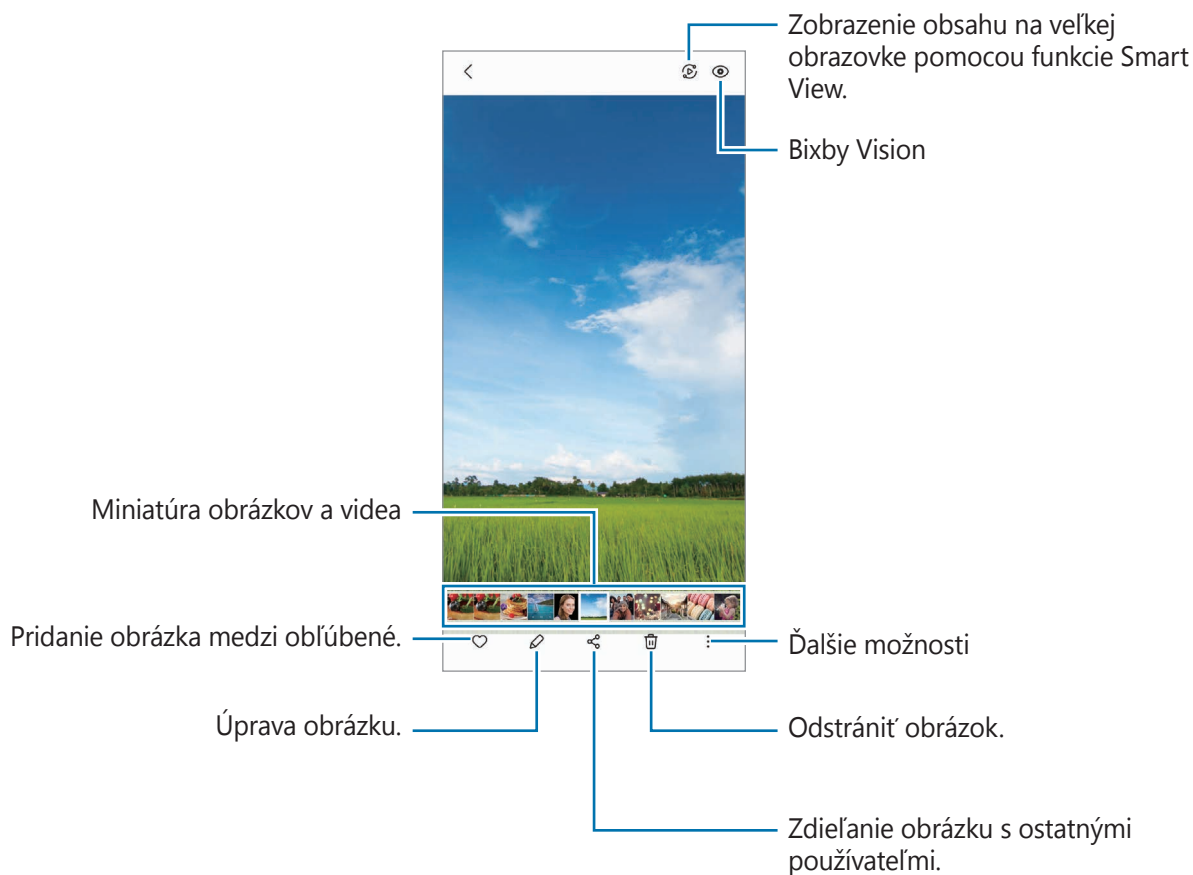 Zobrazenie obsahu na veľkej
obrazovke pomocou funkcie Smart
View.
Bixby Vision
Miniatúra obrázkov a videa
Pridanie obrázka medzi obľúbené.
Ďalšie možnosti
Úprava obrázku.
Odstrániť obrázok.
Zdieľanie obrázku s ostatnými
používateľmi.